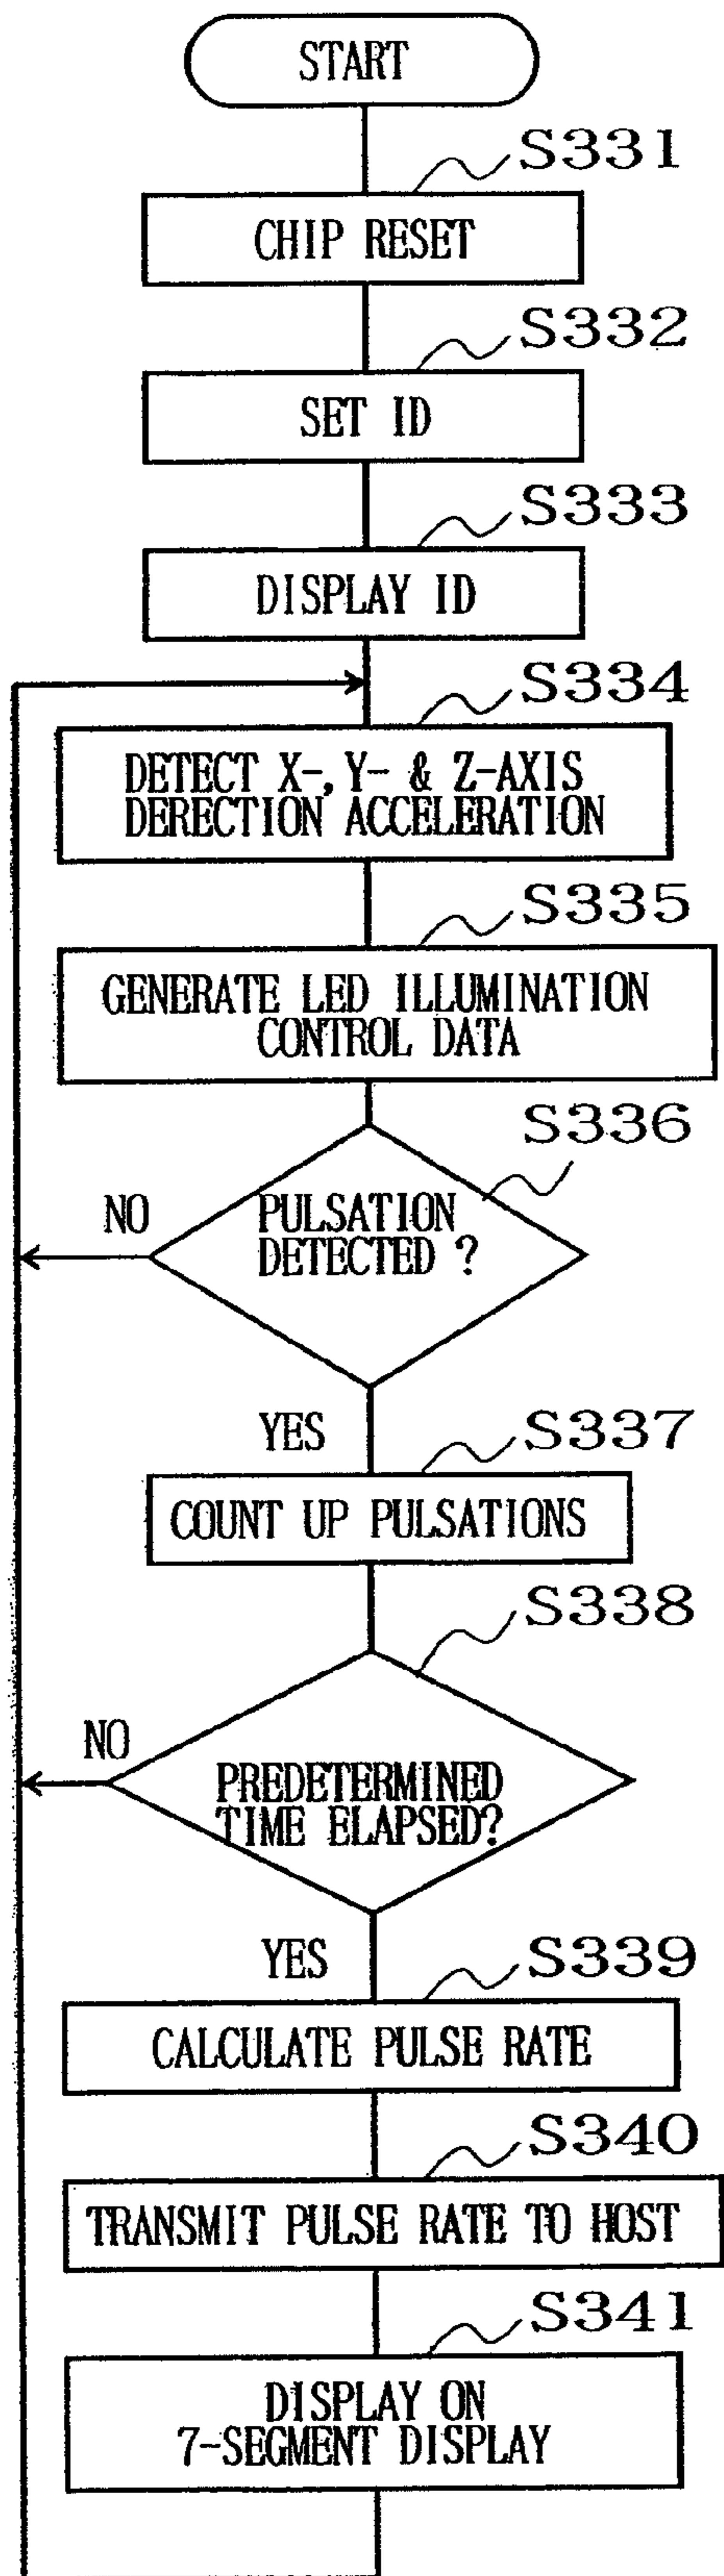 START
S331
CHIP RESET
S332
SET ID
S333
DISPLAY ID
S334
DETECT X-, Y- & Z-AXIS
DERECTION ACCELERATION
S335
GENERATE LED ILLUMINATION
CONTROL DATA
S336
NO
PULSATION
DETECTED ?
YES
S337
COUNT UP PULSATIONS
S338
NO
PREDETERMINED
TIME ELAPSED?
YES
S339
CALCULATE PULSE RATE
S340
TRANSMIT PULSE RATE TO HOST
S341
DISPLAY ON
7-SEGMENT DISPLAY